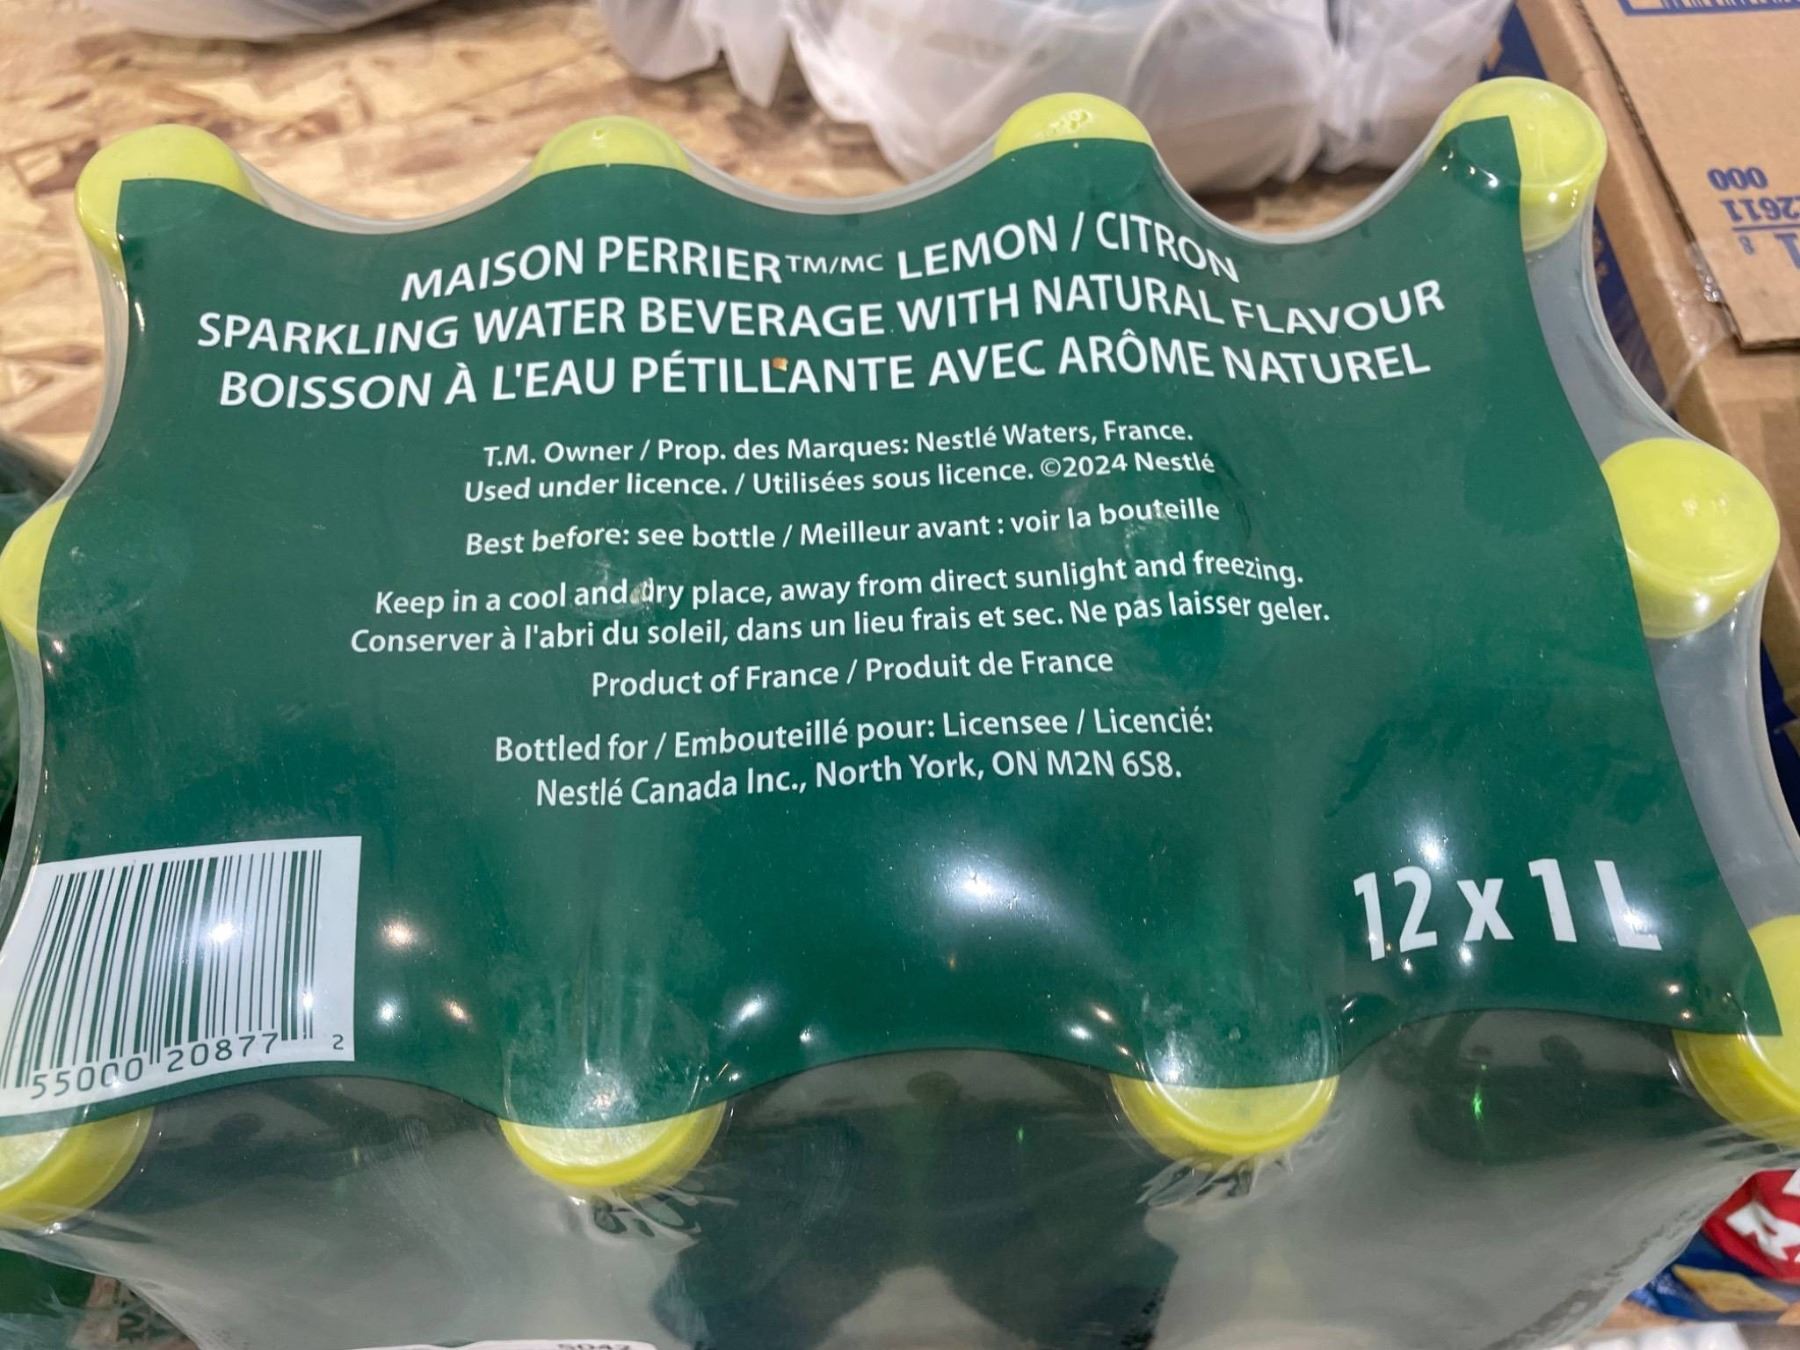 MAISON PERRIER™/MC LEMON / CITRON
SPARKLING WATER BEVERAGE WITH NATURAL FLAVOUR
BOISSON À L'EAU PÉTILLANTE AVEC ARÔME NATUREL
T.M. Owner / Prop. des Marques: Nestlé Waters, France.
Used under licence. / Utilisées sous licence. ©2024 Nestlé
Best before: see bottle / Meilleur avant : voir la bouteille
Keep in a cool and dry place, away from direct sunlight and freezing.
Conserver à l'abri du soleil, dans un lieu frais et sec. Ne pas laisser geler.
Product of France / Produit de France
Bottled for / Embouteillé pour: Licensee / Licencié:
Nestlé Canada Inc., North York, ON M2N 6S8.
12 x 1 L
55000 20877 2
000